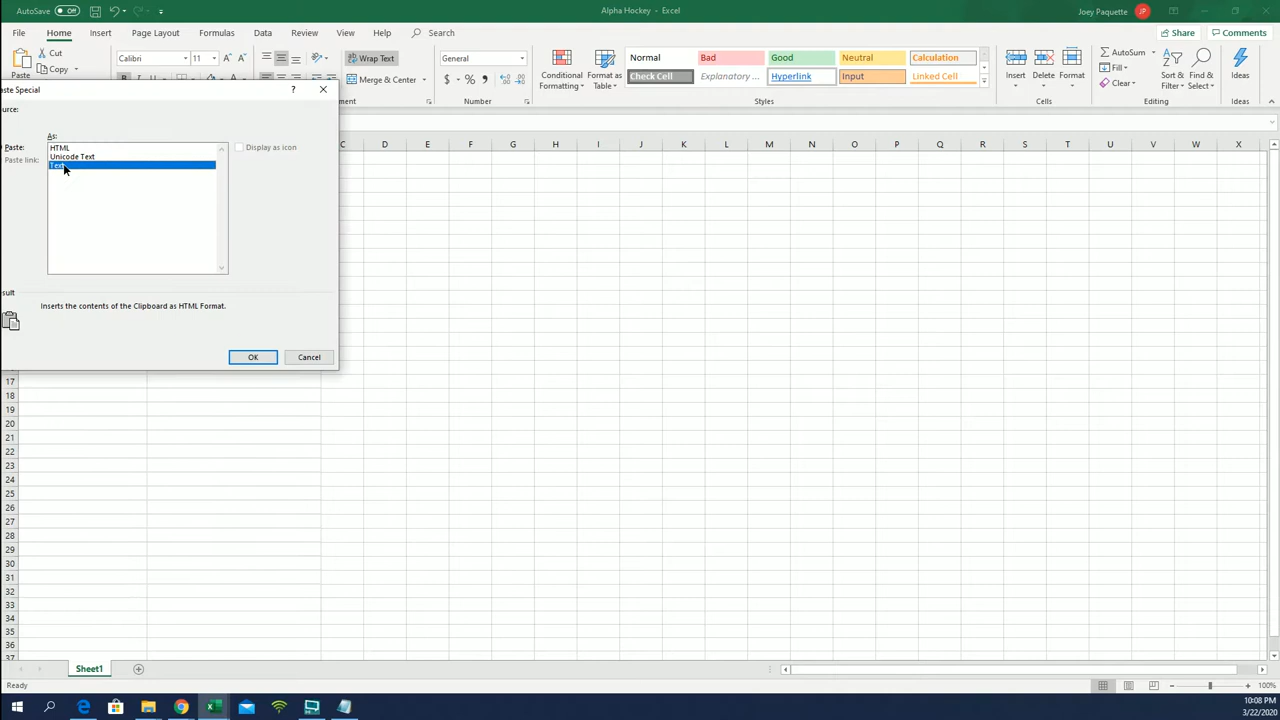 AutoSave Off Alpha Hockey - Excel Joey Paquette JP
File Home Insert Page Layout Formulas Data Review View Help Search Share Comments
Cut
Copy
Paste
Calibri 11
Wrap Text
Merge & Center
General
Number
Conditional Formatting
Format as Table
Normal Bad Good Neutral Calculation
Check Cell Explanatory ... Hyperlink Input Linked Cell
Styles
Insert Delete Format
Cells
AutoSum
Fill
Clear
Sort & Filter
Find & Select
Editing
Ideas
Ideas
aste Special
urce:
As:
Paste:
Paste link:
HTML
Unicode Text
Text
Display as icon
sult
Inserts the contents of the Clipboard as HTML Format.
OK Cancel
C D E F G H I J K L M N O P Q R S T U V W X
17
18
19
20
21
22
23
24
25
26
27
28
29
30
31
32
33
34
35
36
37
Sheet1
Ready
100%
10:08 PM
3/22/2020